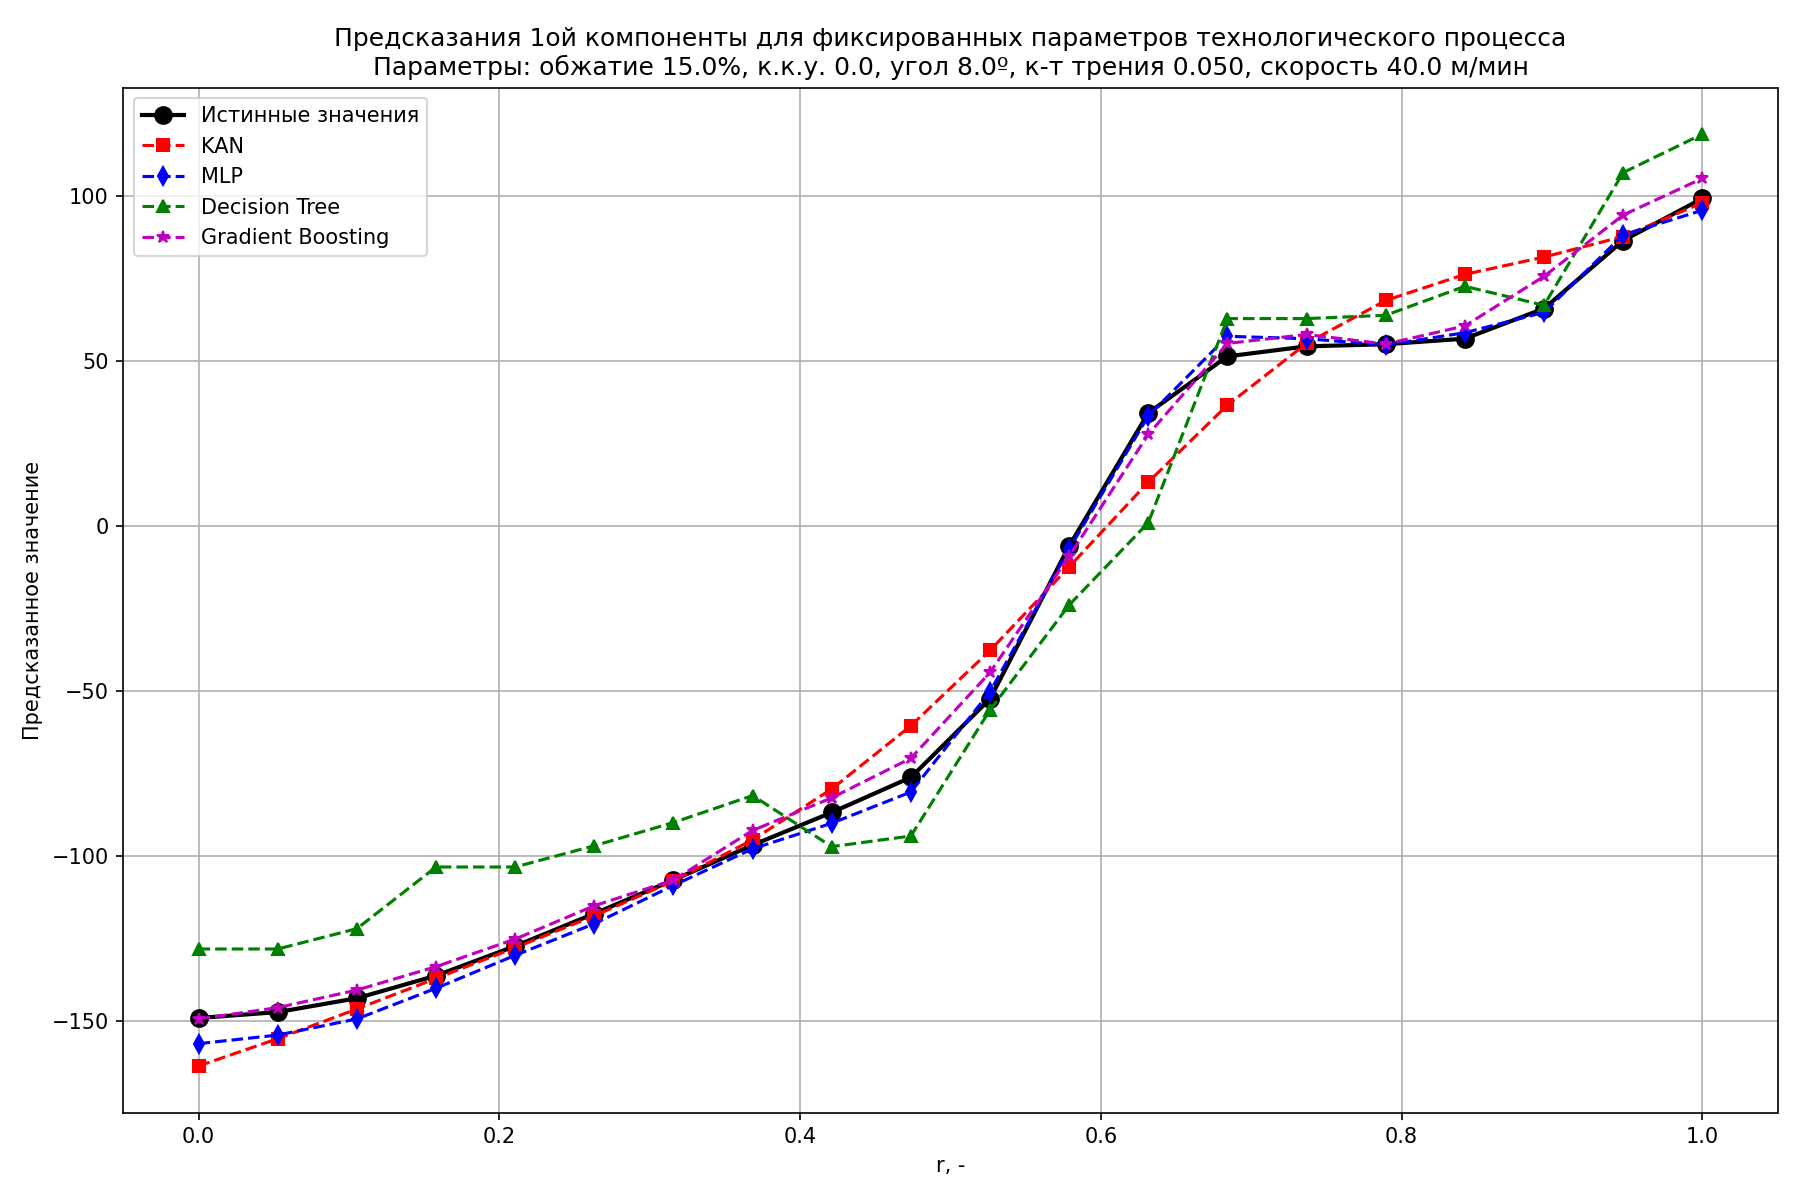 Предсказания 1ой компоненты для фиксированных параметров технологического процесса
Параметры: обжатие 15.0%, к.к.у. 0.0, угол 8.0º, к-т трения 0.050, скорость 40.0 м/мин
Истинные значения
KAN
MLP
Decision Tree
Gradient Boosting
Предсказанное значение
100
50
0
−50
−100
−150
0.0
0.2
0.4
0.6
0.8
1.0
r, -